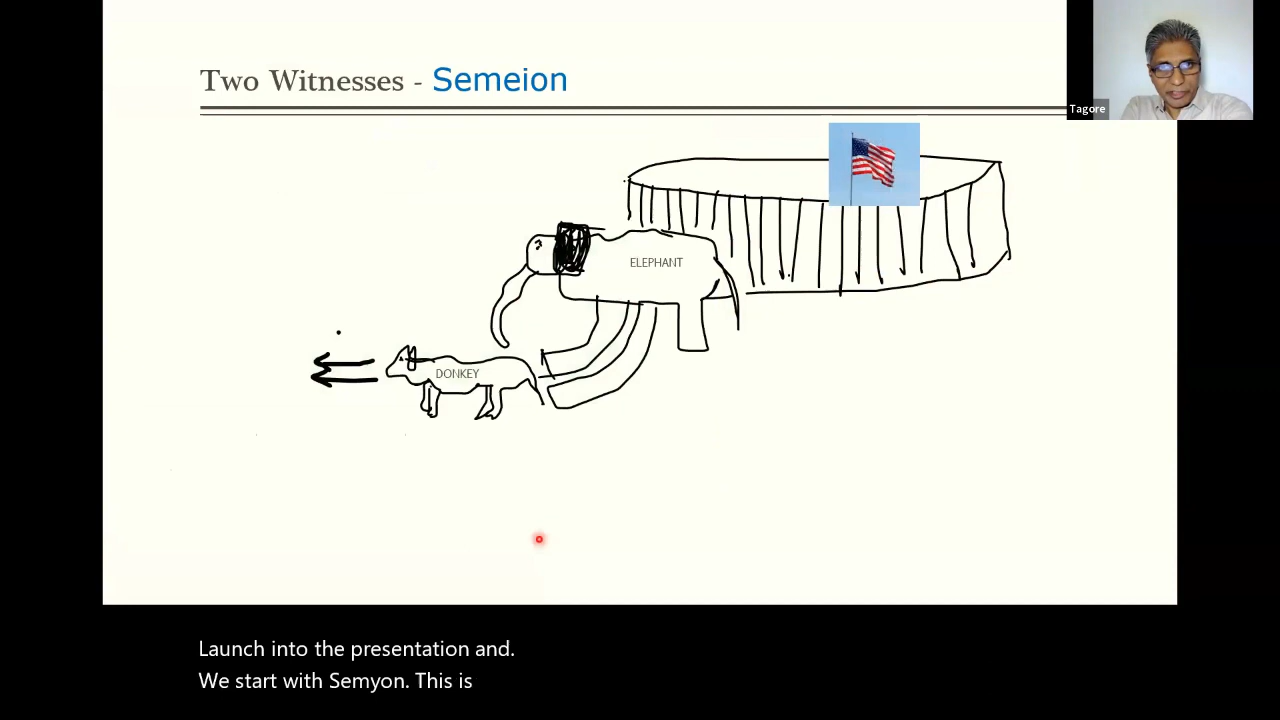 Two Witnesses - Semeion
Tagore
ELEPHANT
DONKEY
Launch into the presentation and.
We start with Semyon. This is